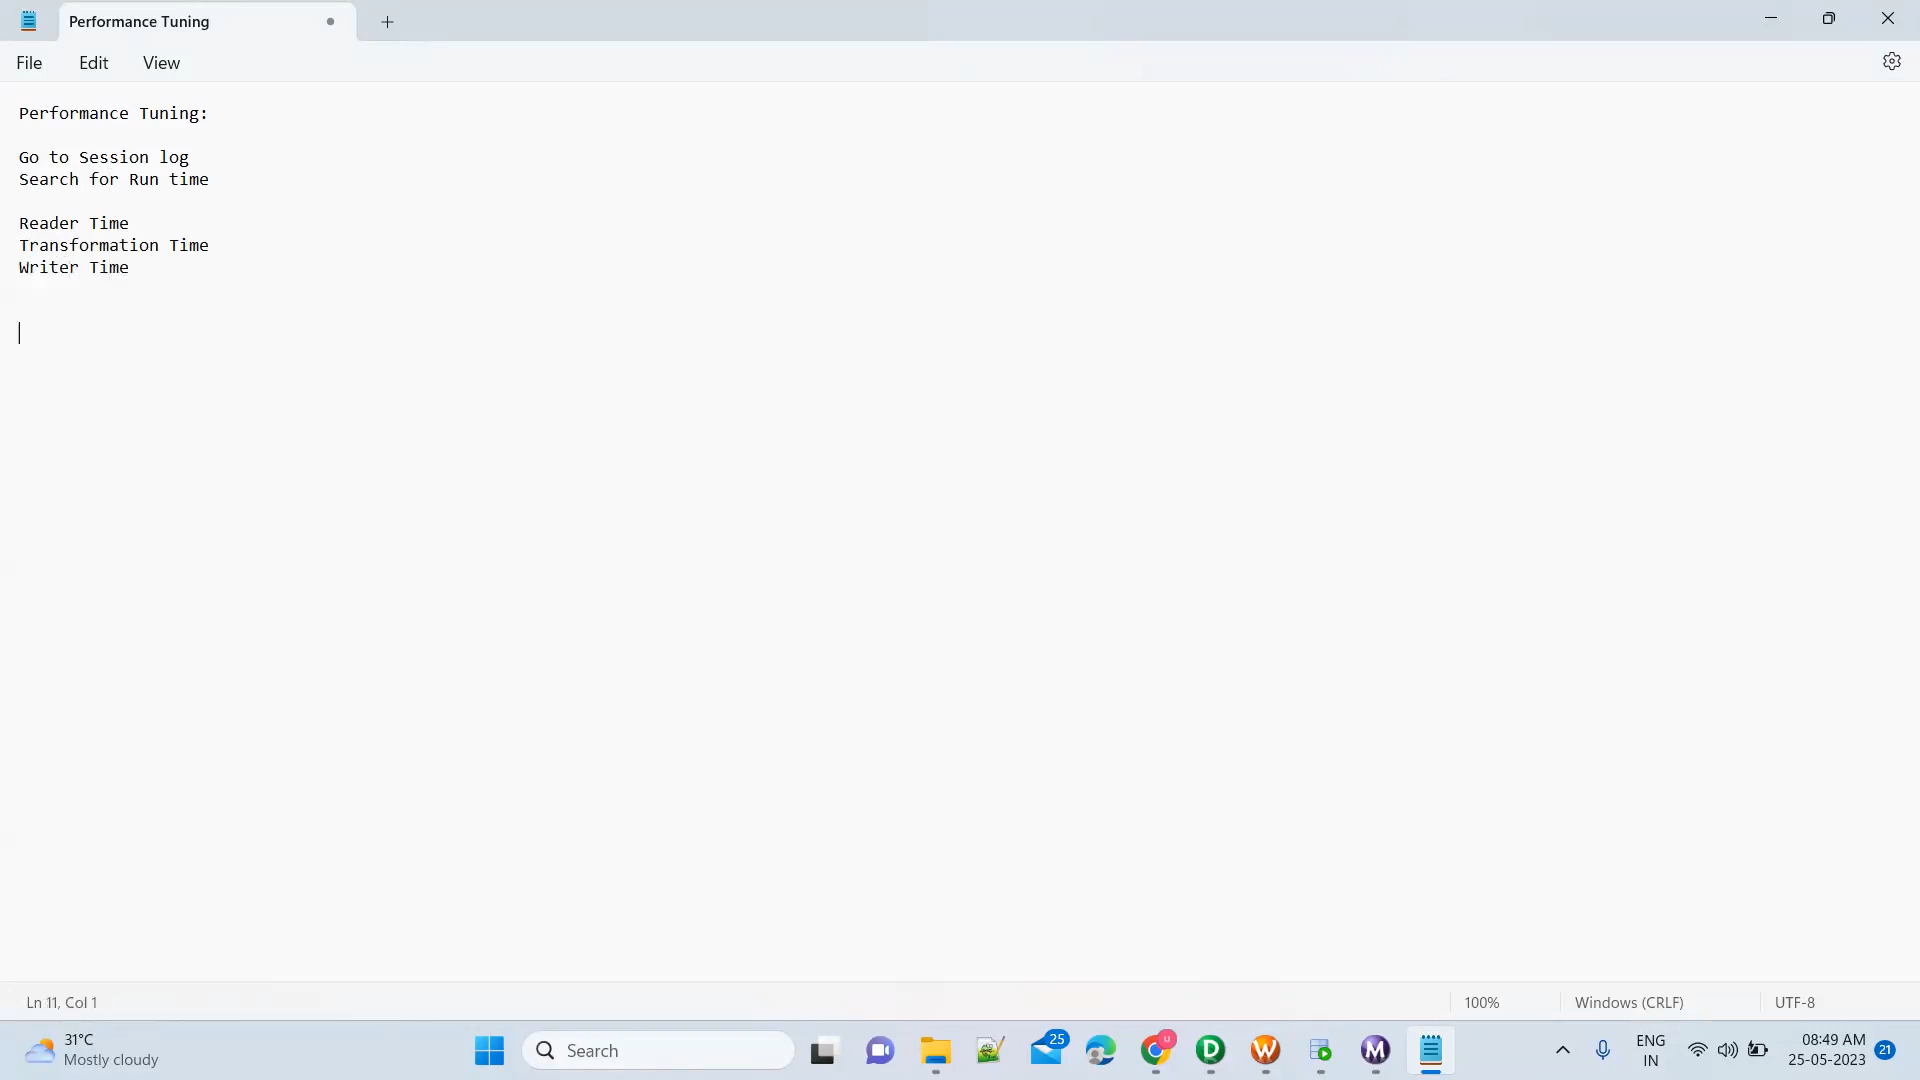 Performance Tuning
File Edit View
Performance Tuning:
Go to Session log
Search for Run time
Reader Time
Transformation Time
Writer Time
Ln 11, Col 1
100%
Windows (CRLF)
UTF-8
31°C
Mostly cloudy
Search
25
u
D
W
M
ENG
IN
08:49 AM
25-05-2023
21